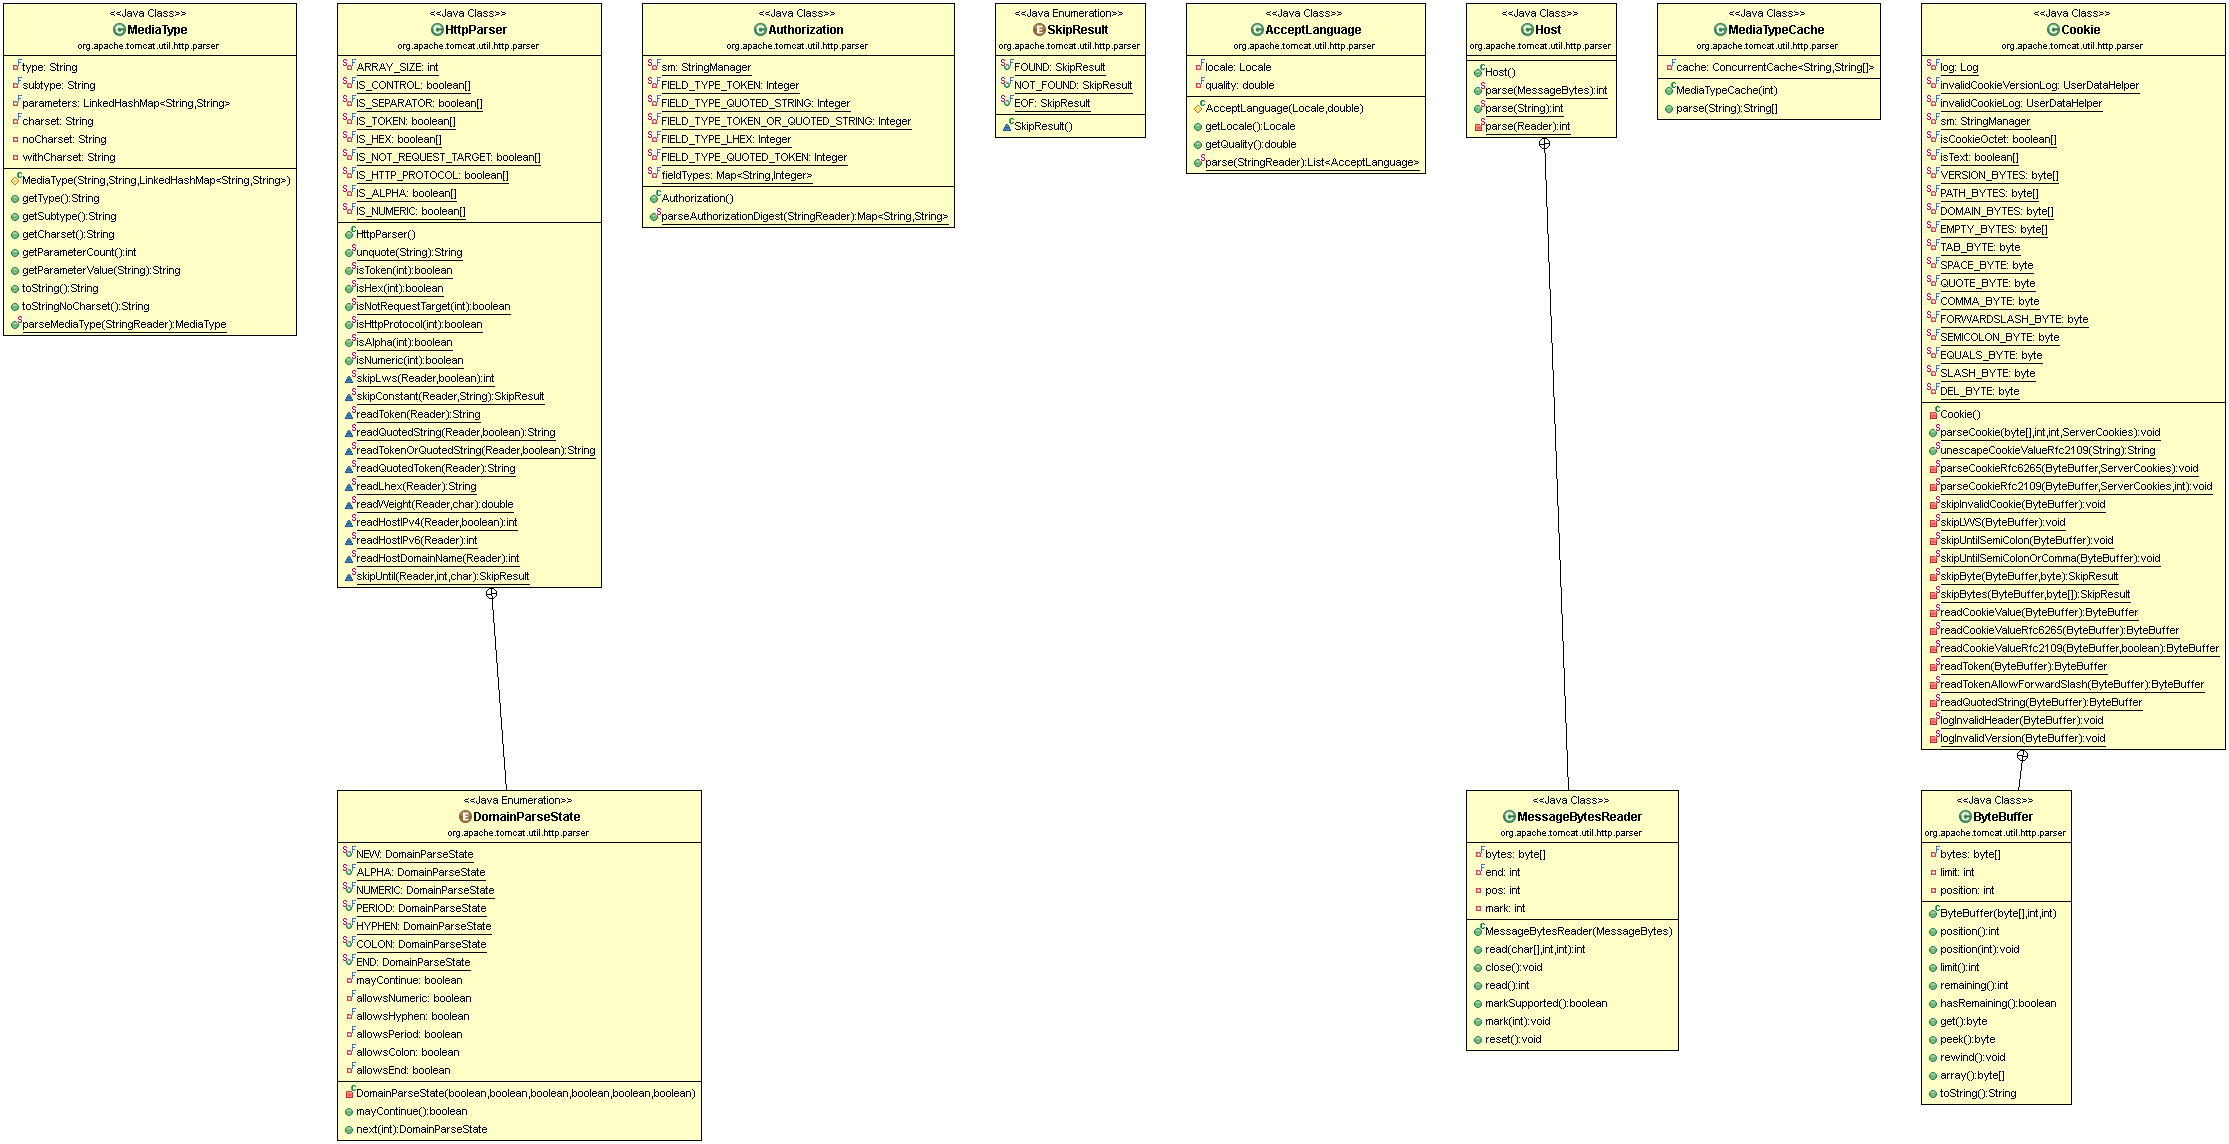 <<Java Class>>
MediaType
org.apache.tomcat.util.http.parser
type: String
subtype: String
parameters: LinkedHashMap<String,String>
charset: String
noCharset: String
withCharset: String
MediaType(String,String,LinkedHashMap<String,String>)
getType():String
getSubtype():String
getCharset():String
getParameterCount():int
getParameterValue(String):String
toString():String
toStringNoCharset():String
parseMediaType(StringReader):MediaType
<<Java Class>>
HttpParser
org.apache.tomcat.util.http.parser
ARRAY_SIZE: int
IS_CONTROL: boolean[]
IS_SEPARATOR: boolean[]
IS_TOKEN: boolean[]
IS_HEX: boolean[]
IS_NOT_REQUEST_TARGET: boolean[]
IS_HTTP_PROTOCOL: boolean[]
IS_ALPHA: boolean[]
IS_NUMERIC: boolean[]
HttpParser()
unquote(String):String
isToken(int):boolean
isHex(int):boolean
isNotRequestTarget(int):boolean
isHttpProtocol(int):boolean
isAlpha(int):boolean
isNumeric(int):boolean
skipLws(Reader,boolean):int
skipConstant(Reader,String):SkipResult
readToken(Reader):String
readQuotedString(Reader,boolean):String
readTokenOrQuotedString(Reader,boolean):String
readQuotedToken(Reader):String
readLhex(Reader):String
readWeight(Reader,char):double
readHostIPv4(Reader,boolean):int
readHostIPv6(Reader):int
readHostDomainName(Reader):int
skipUntil(Reader,int,char):SkipResult
<<Java Class>>
Authorization
org.apache.tomcat.util.http.parser
sm: StringManager
FIELD_TYPE_TOKEN: Integer
FIELD_TYPE_QUOTED_STRING: Integer
FIELD_TYPE_TOKEN_OR_QUOTED_STRING: Integer
FIELD_TYPE_LHEX: Integer
FIELD_TYPE_QUOTED_TOKEN: Integer
fieldTypes: Map<String,Integer>
Authorization()
parseAuthorizationDigest(StringReader):Map<String,String>
<<Java Enumeration>>
SkipResult
org.apache.tomcat.util.http.parser
FOUND: SkipResult
NOT_FOUND: SkipResult
EOF: SkipResult
SkipResult()
<<Java Class>>
AcceptLanguage
org.apache.tomcat.util.http.parser
locale: Locale
quality: double
AcceptLanguage(Locale,double)
getLocale():Locale
getQuality():double
parse(StringReader):List<AcceptLanguage>
<<Java Class>>
Host
org.apache.tomcat.util.http.parser
Host()
parse(MessageBytes):int
parse(String):int
parse(Reader):int
<<Java Class>>
MediaTypeCache
org.apache.tomcat.util.http.parser
cache: ConcurrentCache<String,String[]>
MediaTypeCache(int)
parse(String):String[]
<<Java Class>>
Cookie
org.apache.tomcat.util.http.parser
log: Log
invalidCookieVersionLog: UserDataHelper
invalidCookieLog: UserDataHelper
sm: StringManager
isCookieOctet: boolean[]
isText: boolean[]
VERSION_BYTES: byte[]
PATH_BYTES: byte[]
DOMAIN_BYTES: byte[]
EMPTY_BYTES: byte[]
TAB_BYTE: byte
SPACE_BYTE: byte
QUOTE_BYTE: byte
COMMA_BYTE: byte
FORWARDSLASH_BYTE: byte
SEMICOLON_BYTE: byte
EQUALS_BYTE: byte
SLASH_BYTE: byte
DEL_BYTE: byte
Cookie()
parseCookie(byte[],int,int,ServerCookies):void
unescapeCookieValueRfc2109(String):String
parseCookieRfc6265(ByteBuffer,ServerCookies):void
parseCookieRfc2109(ByteBuffer,ServerCookies,int):void
skipInvalidCookie(ByteBuffer):void
skipLWS(ByteBuffer):void
skipUntilSemiColon(ByteBuffer):void
skipUntilSemiColonOrComma(ByteBuffer):void
skipByte(ByteBuffer,byte):SkipResult
skipBytes(ByteBuffer,byte[]):SkipResult
readCookieValue(ByteBuffer):ByteBuffer
readCookieValueRfc6265(ByteBuffer):ByteBuffer
readCookieValueRfc2109(ByteBuffer,boolean):ByteBuffer
readToken(ByteBuffer):ByteBuffer
readTokenAllowForwardSlash(ByteBuffer):ByteBuffer
readQuotedString(ByteBuffer):ByteBuffer
logInvalidHeader(ByteBuffer):void
logInvalidVersion(ByteBuffer):void
<<Java Enumeration>>
DomainParseState
org.apache.tomcat.util.http.parser
NEW: DomainParseState
ALPHA: DomainParseState
NUMERIC: DomainParseState
PERIOD: DomainParseState
HYPHEN: DomainParseState
COLON: DomainParseState
END: DomainParseState
mayContinue: boolean
allowsNumeric: boolean
allowsHyphen: boolean
allowsPeriod: boolean
allowsColon: boolean
allowsEnd: boolean
DomainParseState(boolean,boolean,boolean,boolean,boolean,boolean)
mayContinue():boolean
next(int):DomainParseState
<<Java Class>>
MessageBytesReader
org.apache.tomcat.util.http.parser
bytes: byte[]
end: int
pos: int
mark: int
MessageBytesReader(MessageBytes)
read(char[],int,int):int
close():void
read():int
markSupported():boolean
mark(int):void
reset():void
<<Java Class>>
ByteBuffer
org.apache.tomcat.util.http.parser
bytes: byte[]
limit: int
position: int
ByteBuffer(byte[],int,int)
position():int
position(int):void
limit():int
remaining():int
hasRemaining():boolean
get():byte
peek():byte
rewind():void
array():byte[]
toString():String